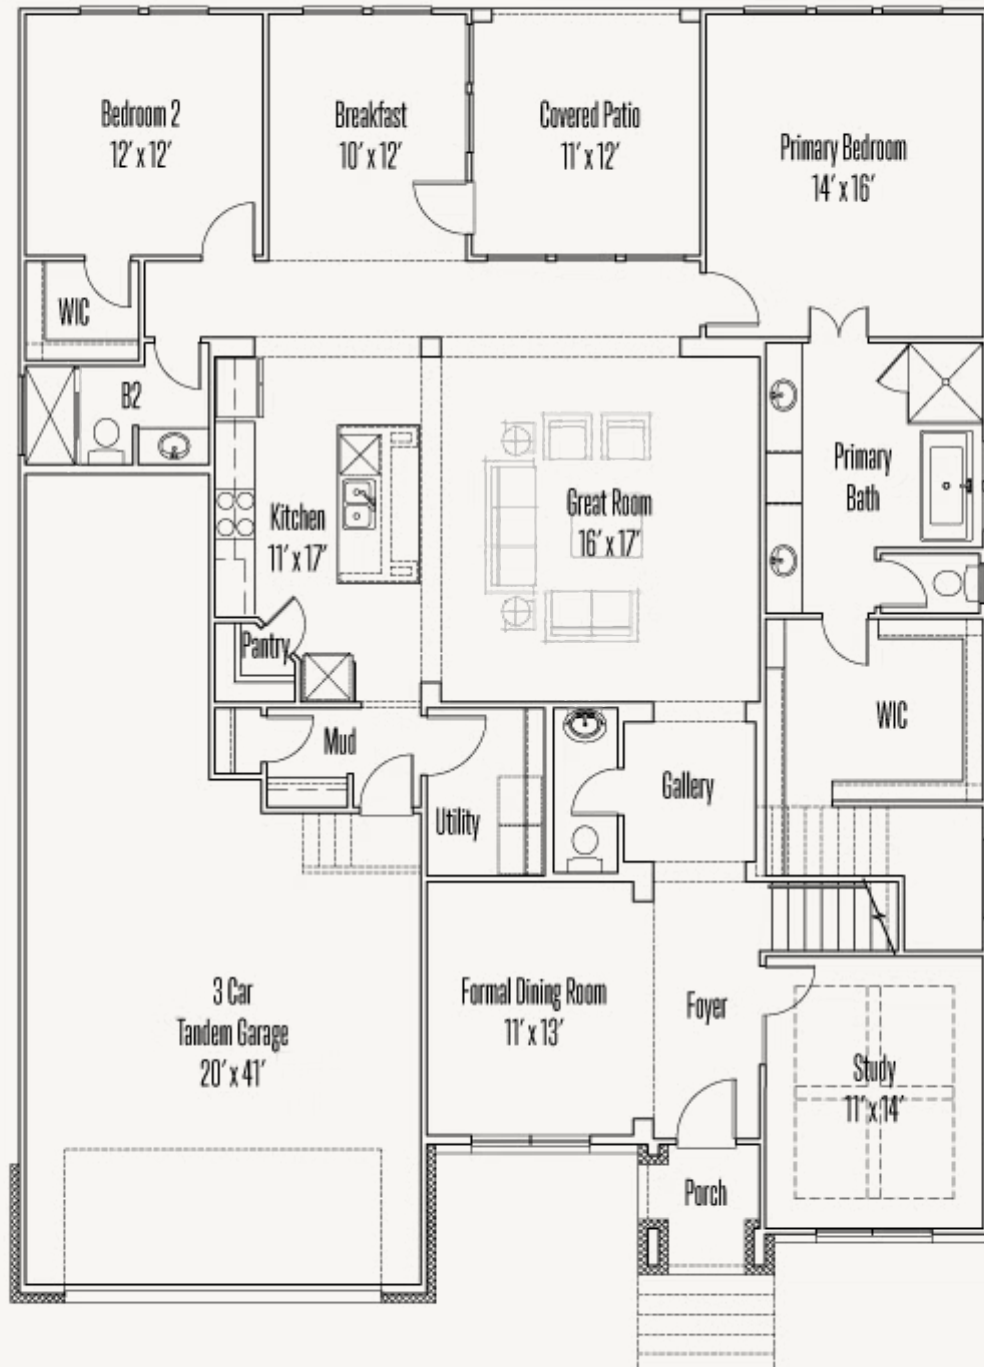 Bedroom 2
12' x 12'
Breakfast
10' x 12'
Covered Patio
11' x 12'
Primary Bedroom
14' x 16'
WIC
B2
Kitchen
11' x 17'
Great Room
16' x 17'
Primary
Bath
Pantry
Mud
Utility
Gallery
WIC
3 Car
Tandem Garage
20' x 41'
Formal Dining Room
11' x 13'
Foyer
Study
11' x 14'
Porch